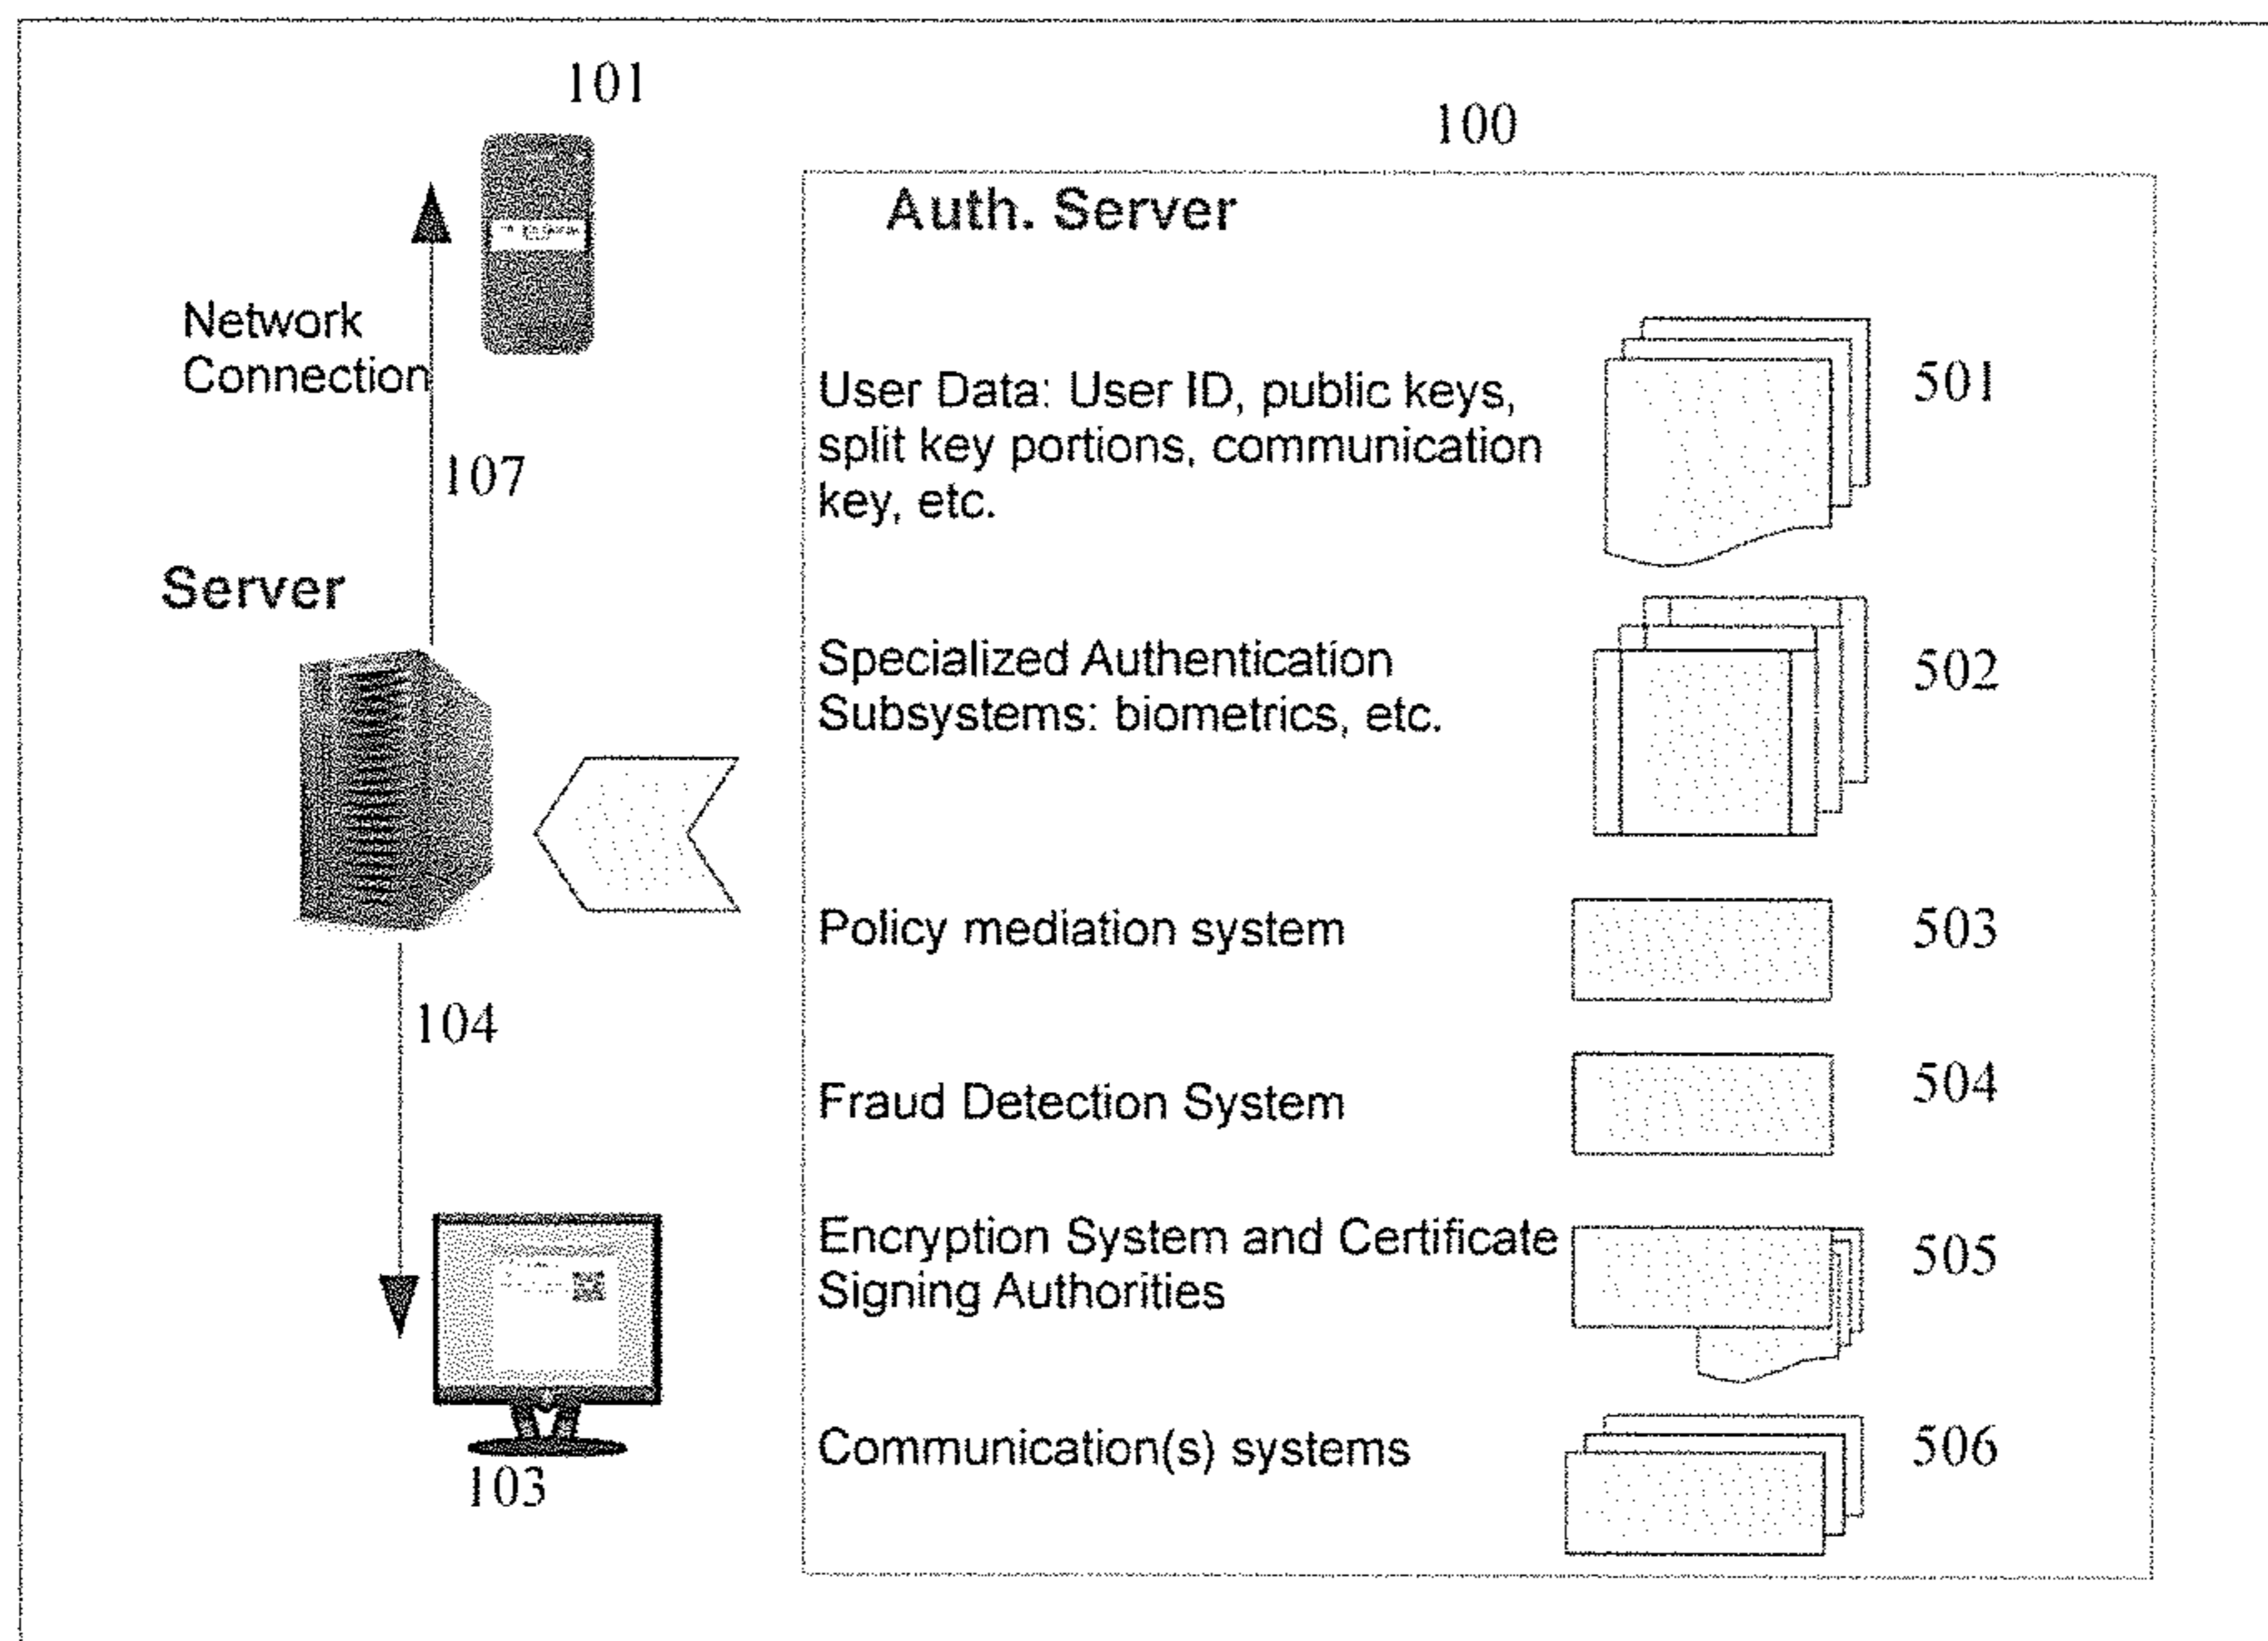 101
100
Auth. Server
Network
Connection
107
Server
104
103
User Data: User ID, public keys,
split key portions, communication
key, etc.
501
Specialized Authentication
Subsystems: biometrics, etc.
502
Policy mediation system
503
Fraud Detection System
504
Encryption System and Certificate
Signing Authorities
505
Communication(s) systems
506